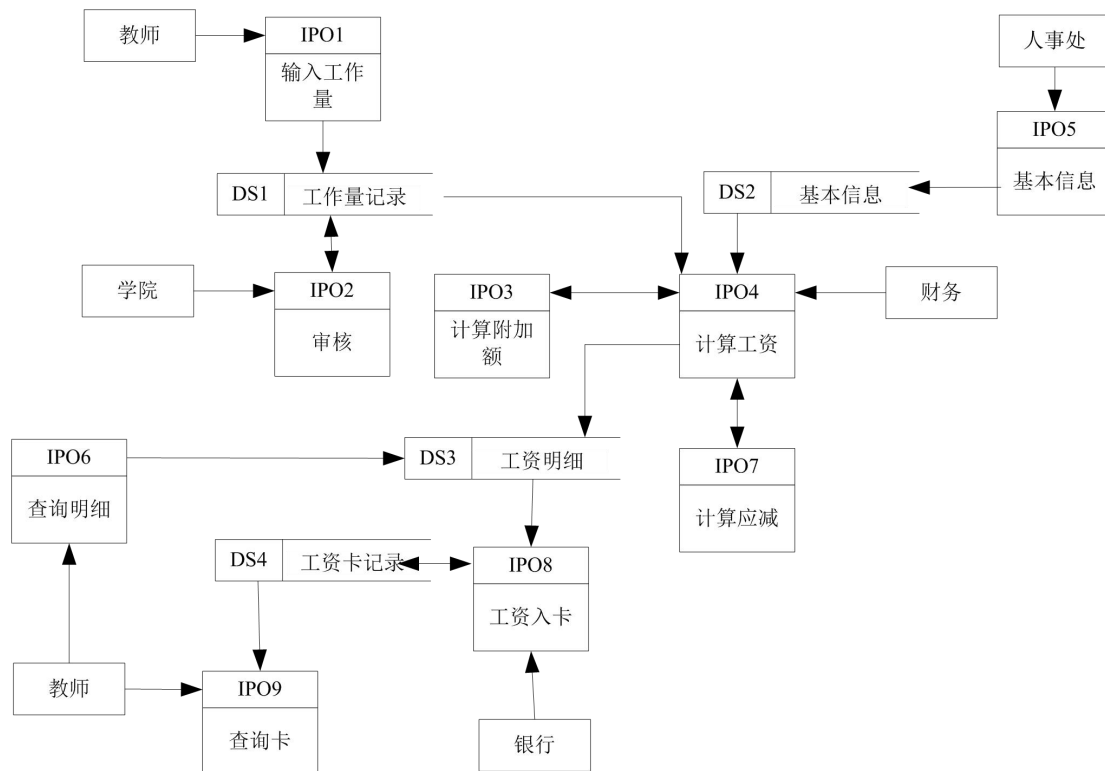 教师
IPO1
输入工作
量
人事处
IPO5
基本信息
DS1 工作量记录
DS2 基本信息
学院
IPO2
审核
IPO3
计算附加
额
IPO4
计算工资
财务
IPO6
查询明细
DS3 工资明细
IPO7
计算应减
DS4 工资卡记录
IPO8
工资入卡
教师
IPO9
查询卡
银行